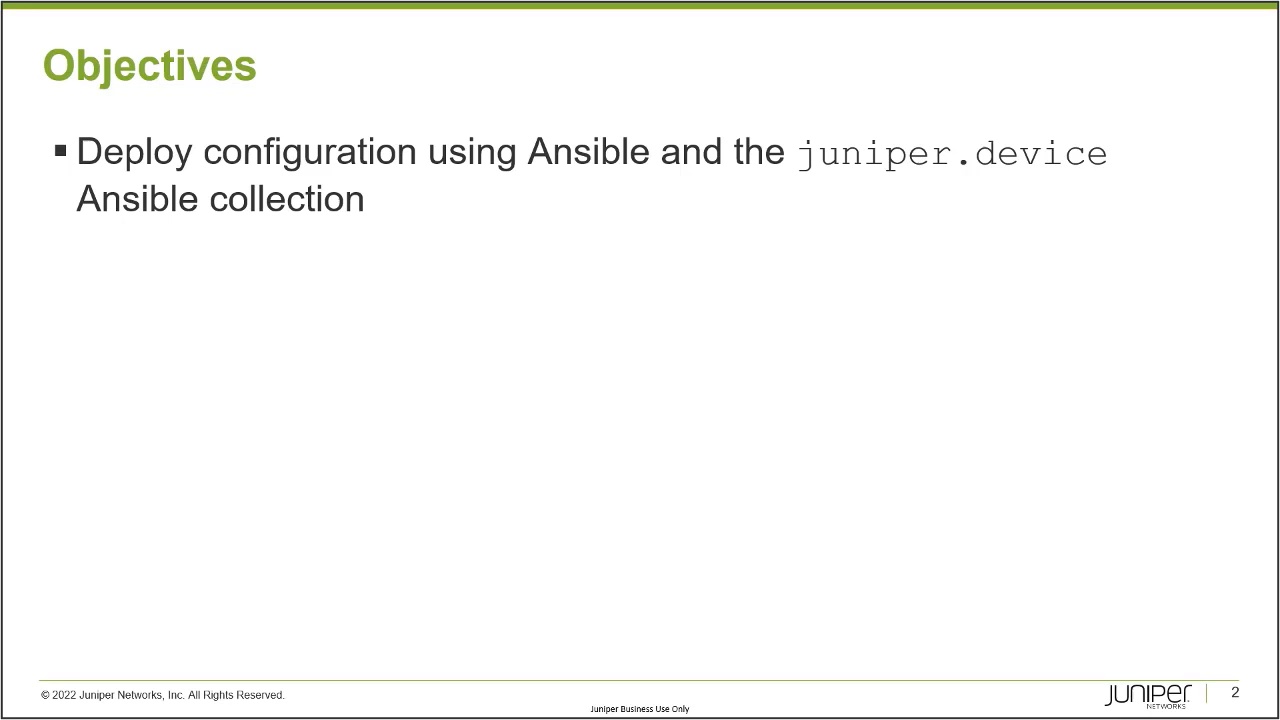 Objectives
▪ Deploy configuration using Ansible and the juniper.device
Ansible collection
© 2022 Juniper Networks, Inc. All Rights Reserved.
Juniper Business Use Only
JUNIPEr
NETWORKS
2